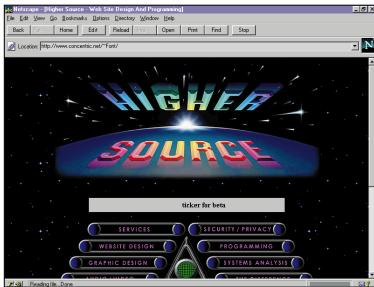 Netscape - [Higher Source - Web Site Design And Programming]
File Edit View Go Bookmarks Options Directory Window Help
Back Home Edit Reload Open Print Find Stop
Location: http://www.concentric.net/~Font/
N
HIGHER
SOURCE
ticker for beta
SERVICES SECURITY / PRIVACY
WEBSITE DESIGN PROGRAMMING
GRAPHIC DESIGN SYSTEMS ANALYSIS
Reading file...Done